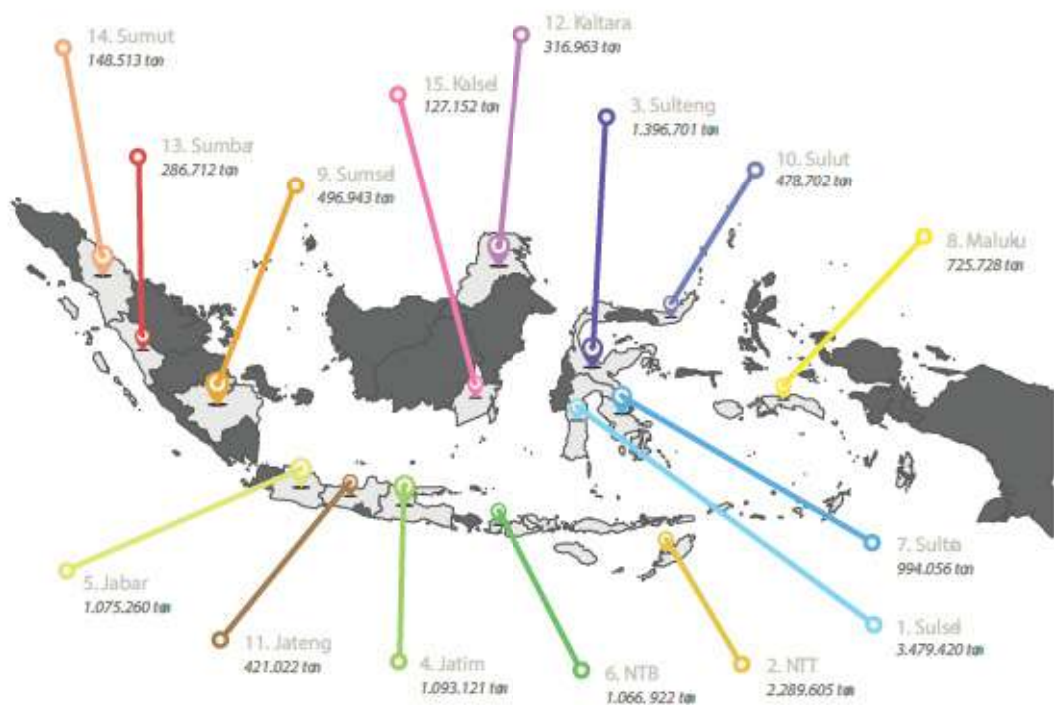 14. Sumut
148.513 ton
12. Kaltara
316.963 ton
15. Kalsel
127.152 ton
3. Sulteng
1.396.701 ton
13. Sumbar
286.712 ton
9. Sumsel
496.943 ton
10. Sulut
478.702 ton
8. Maluku
725.728 ton
5. Jabar
1.075.260 ton
11. Jateng
421.022 ton
4. Jatim
1.093.121 ton
6. NTB
1.066.922 ton
2. NTT
2.289.605 ton
7. Sultra
994.056 ton
1. Sulsel
3.479.420 ton